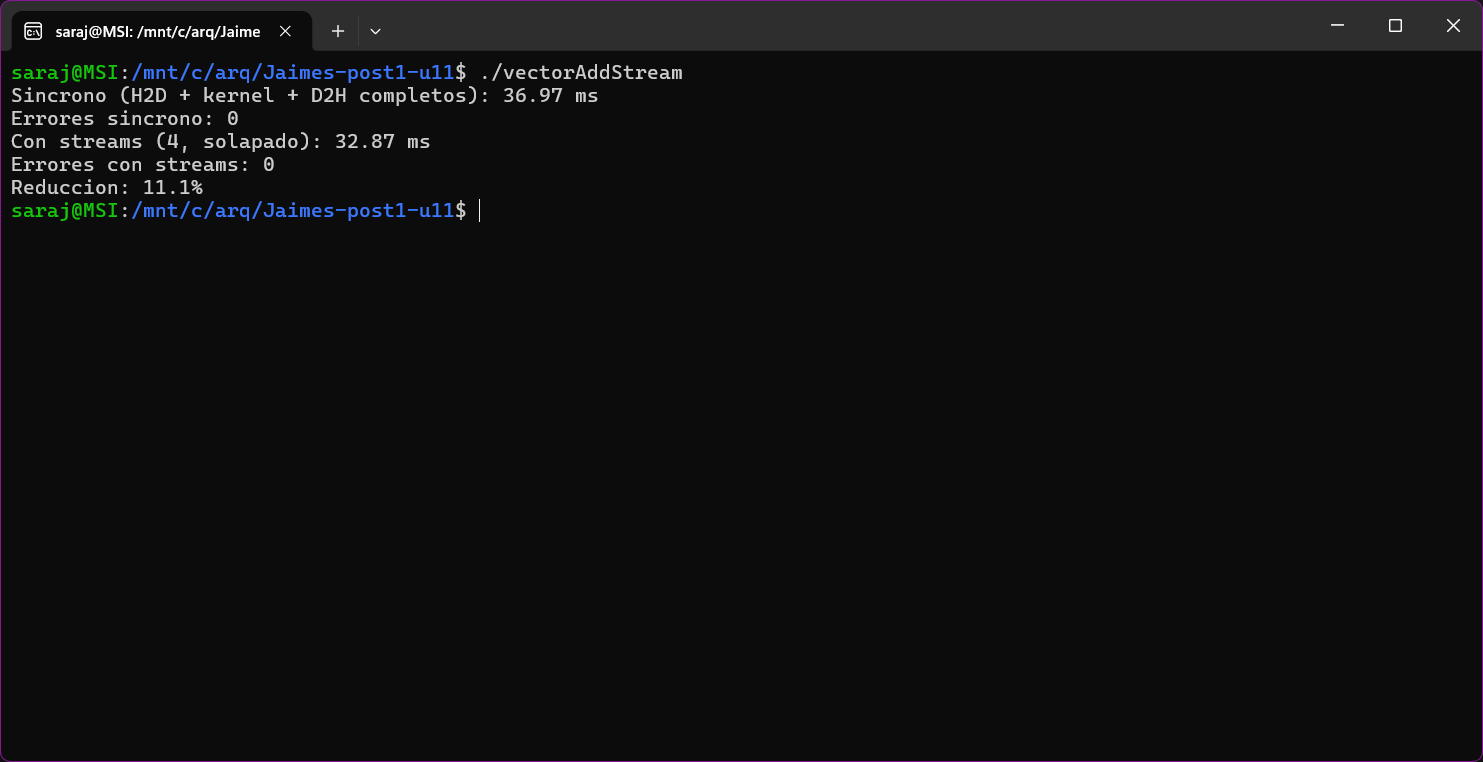 saraj@MSI: /mnt/c/arq/Jaime
saraj@MSI:/mnt/c/arq/Jaimes-post1-u11$ ./vectorAddStream
Sincrono (H2D + kernel + D2H completos): 36.97 ms
Errores sincrono: 0
Con streams (4, solapado): 32.87 ms
Errores con streams: 0
Reduccion: 11.1%
saraj@MSI:/mnt/c/arq/Jaimes-post1-u11$